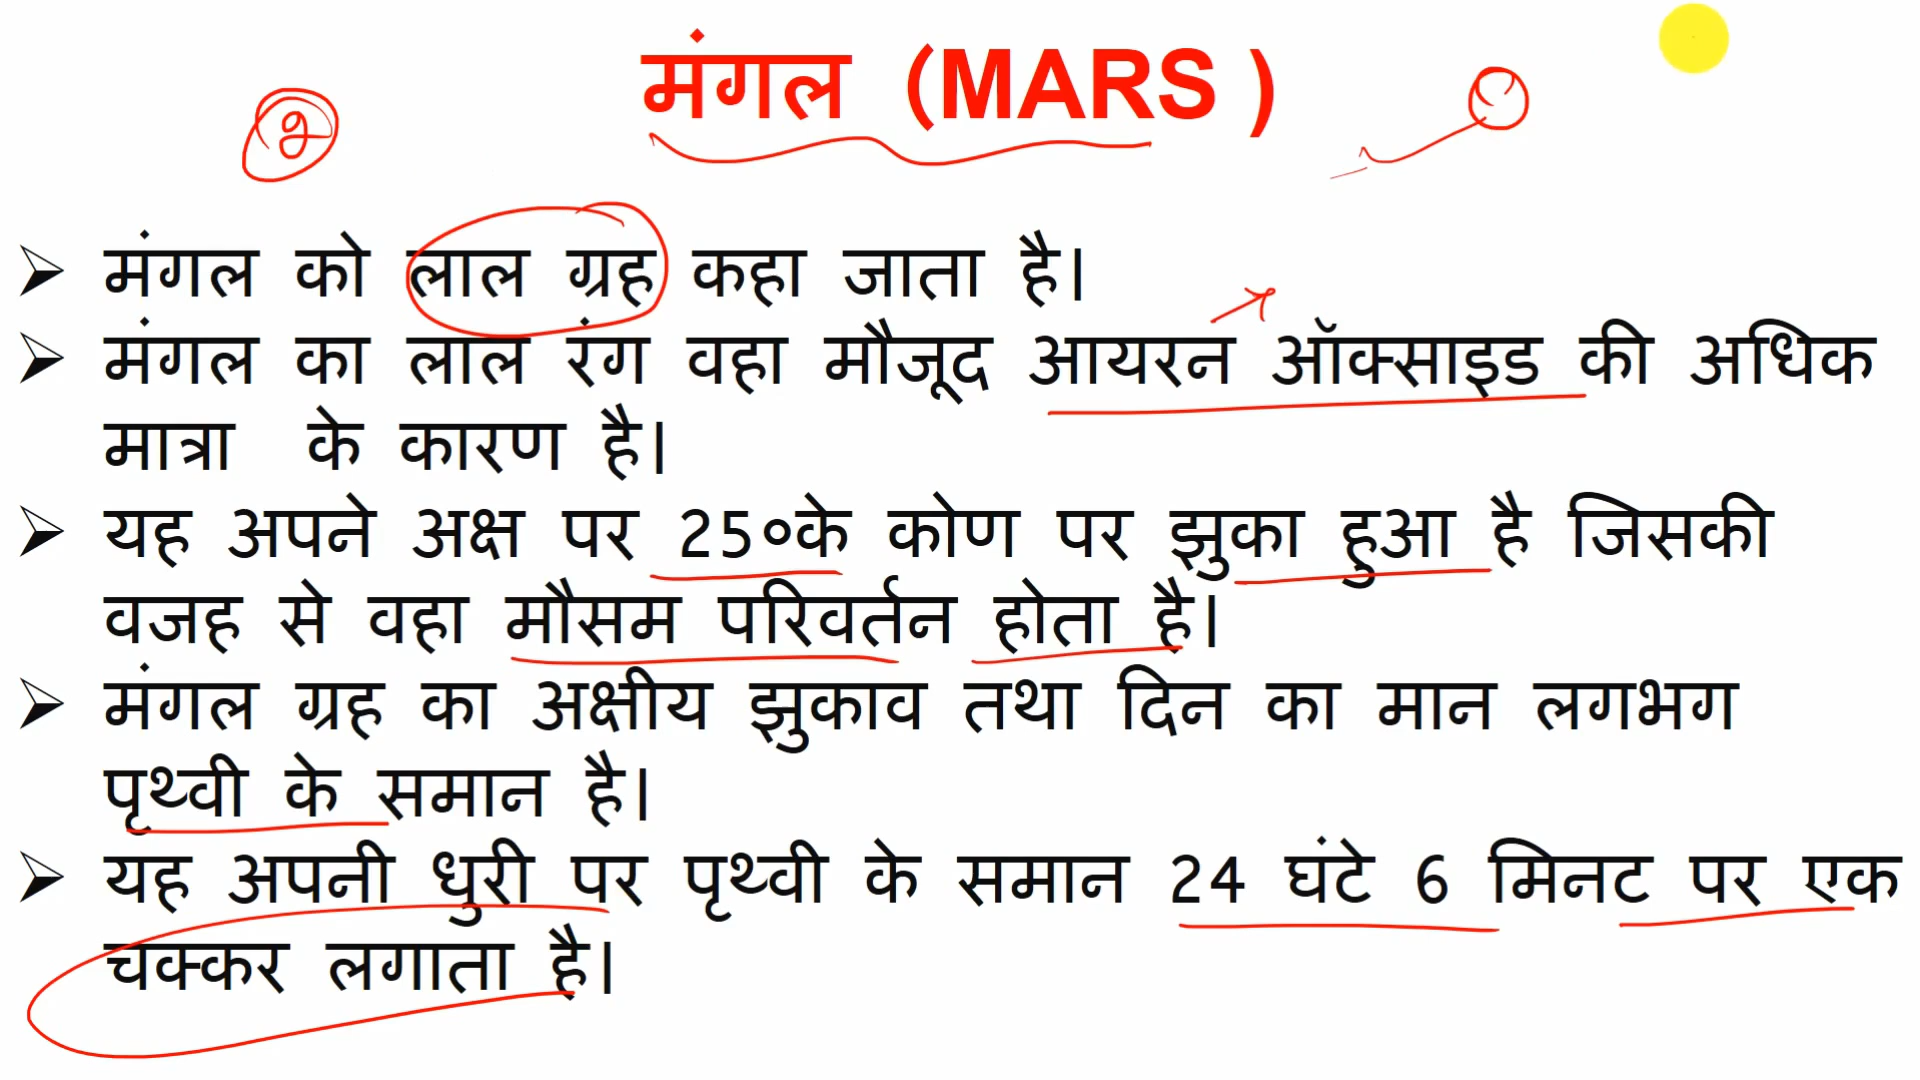 मंगल (MARS )
➢ मंगल को लाल ग्रह कहा जाता है।
➢ मंगल का लाल रंग वहा मौजूद आयरन ऑक्साइड की अधिक
मात्रा के कारण है।
➢ यह अपने अक्ष पर 25०के कोण पर झुका हुआ है जिसकी
वजह से वहा मौसम परिवर्तन होता है।
➢ मंगल ग्रह का अक्षीय झुकाव तथा दिन का मान लगभग
पृथ्वी के समान है।
➢ यह अपनी धुरी पर पृथ्वी के समान 24 घंटे 6 मिनट पर एक
चक्कर लगाता है।